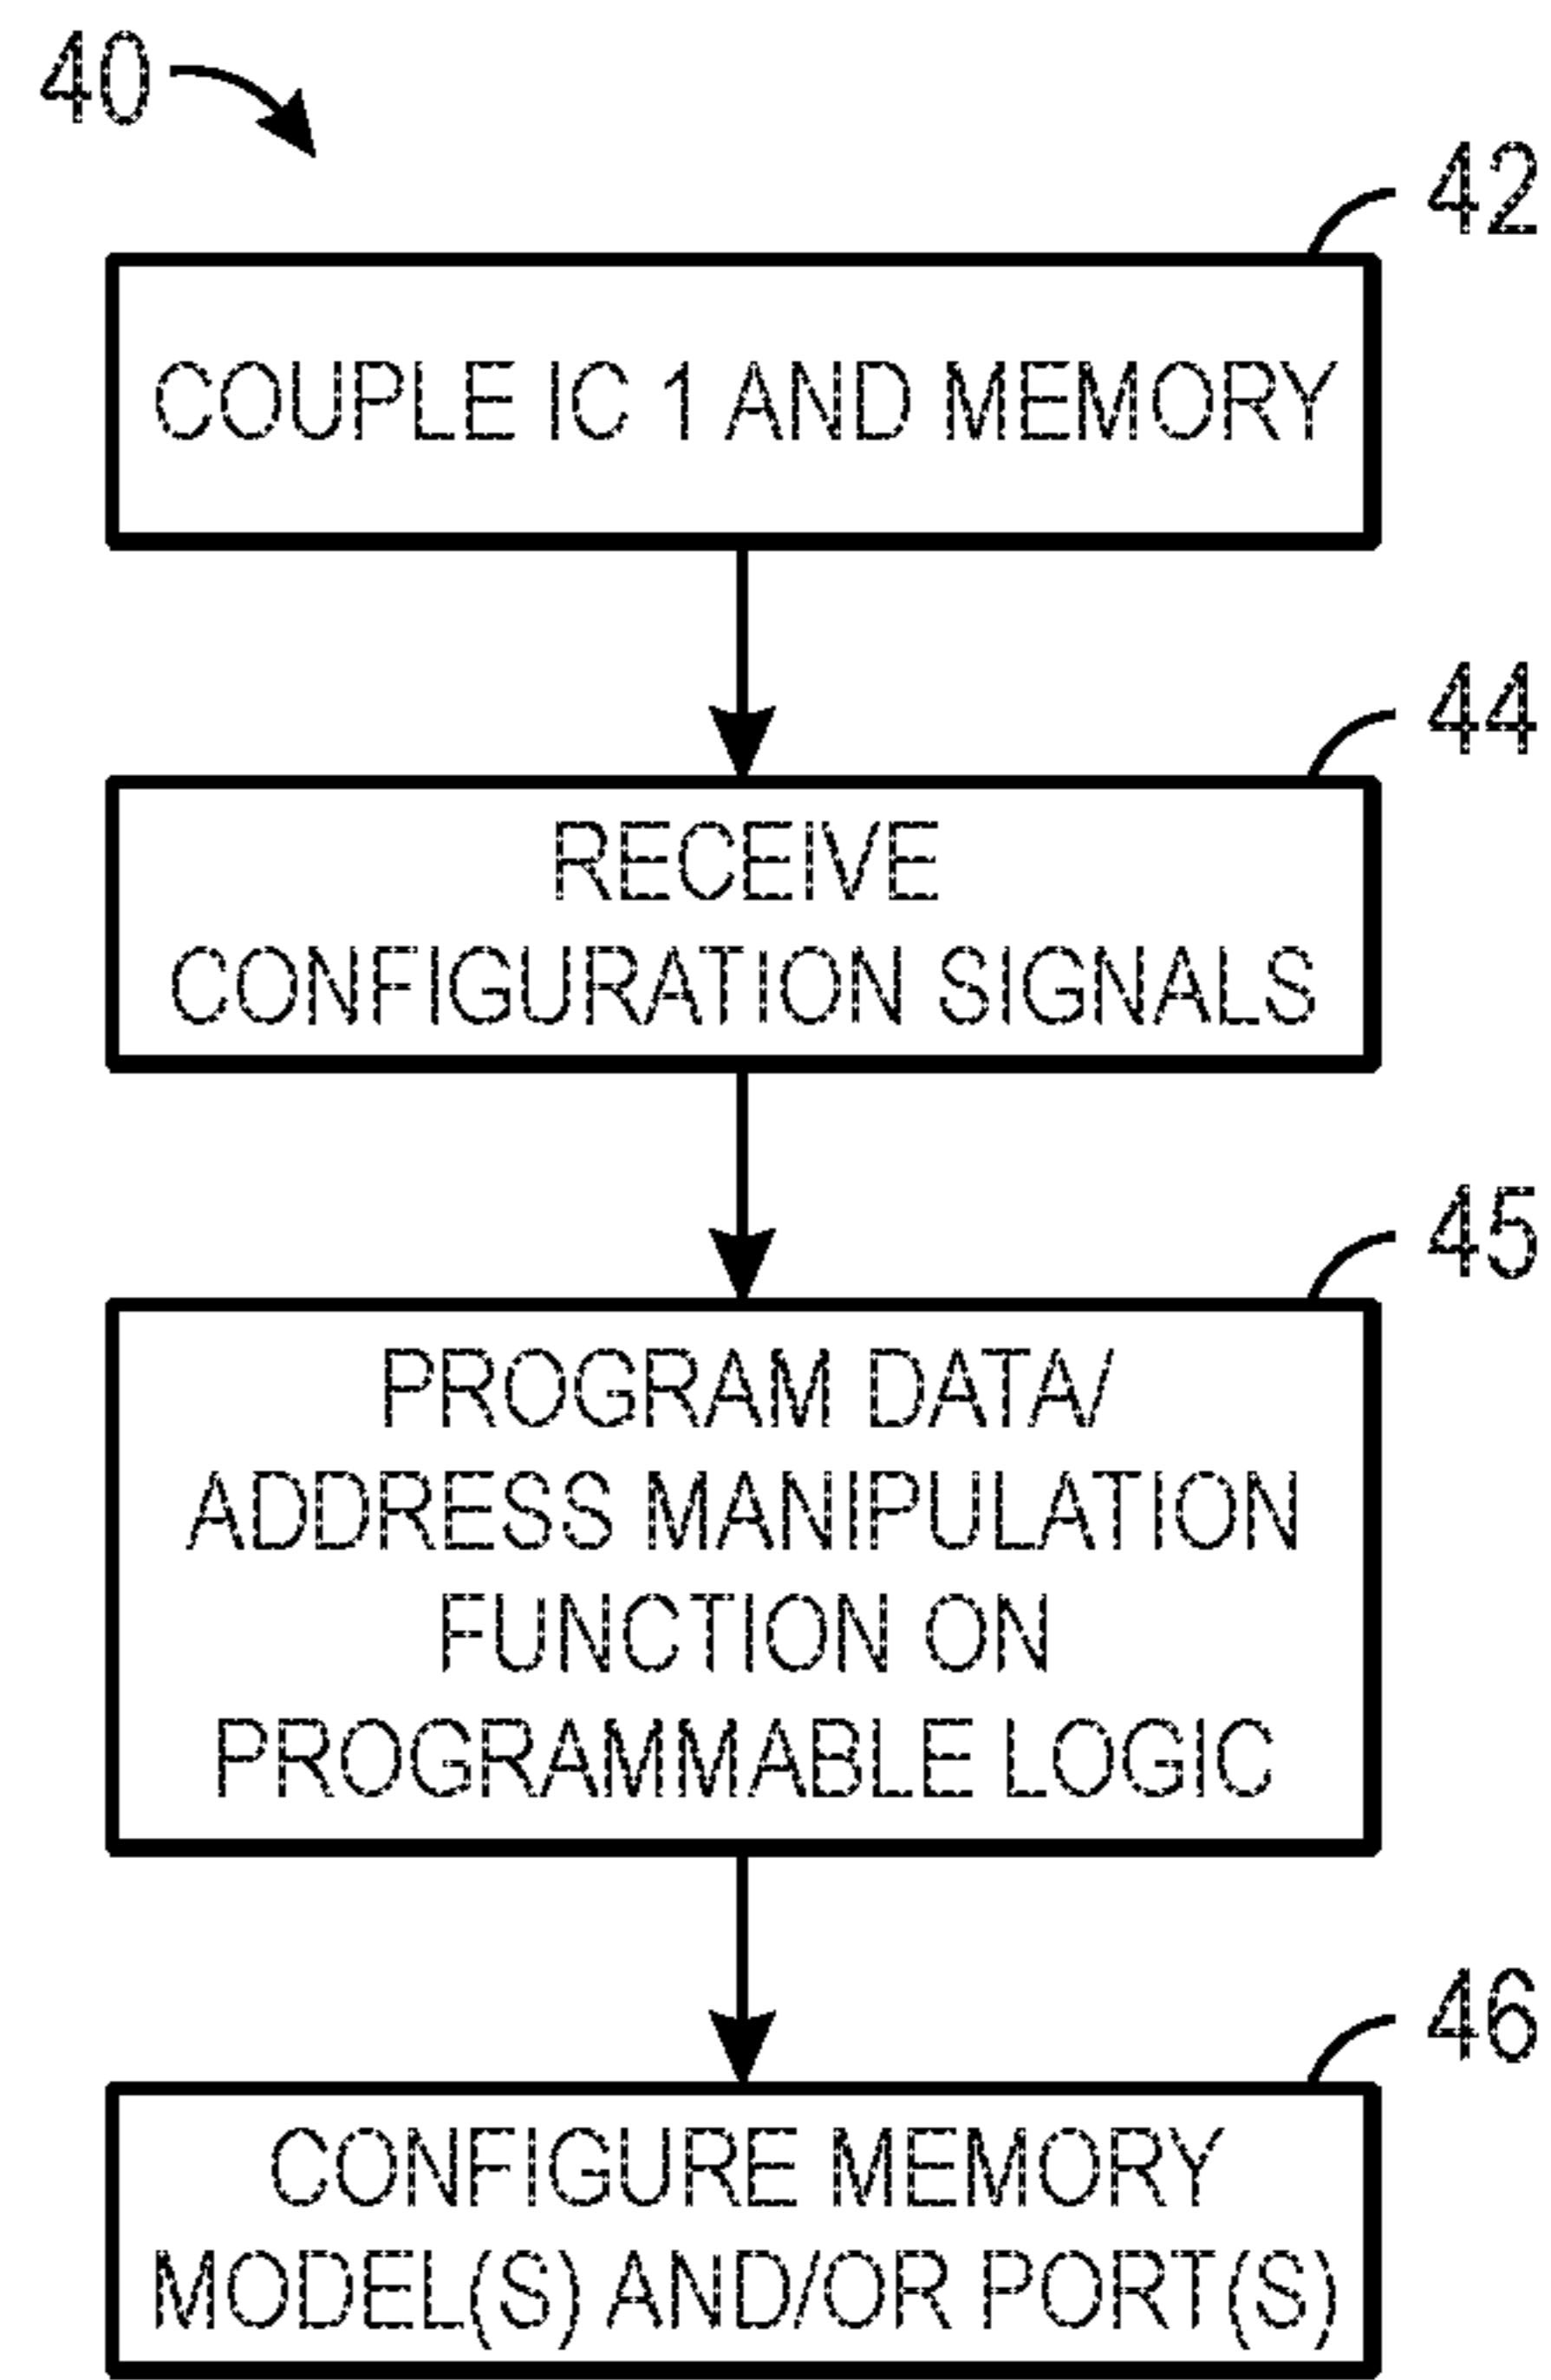 40
42
COUPLE IC 1 AND MEMORY
44
RECEIVE
CONFIGURATION SIGNALS
45
PROGRAM DATA/
ADDRESS MANIPULATION
FUNCTION ON
PROGRAMMABLE LOGIC
46
CONFIGURE MEMORY
MODEL(S) AND/OR PORT(S)